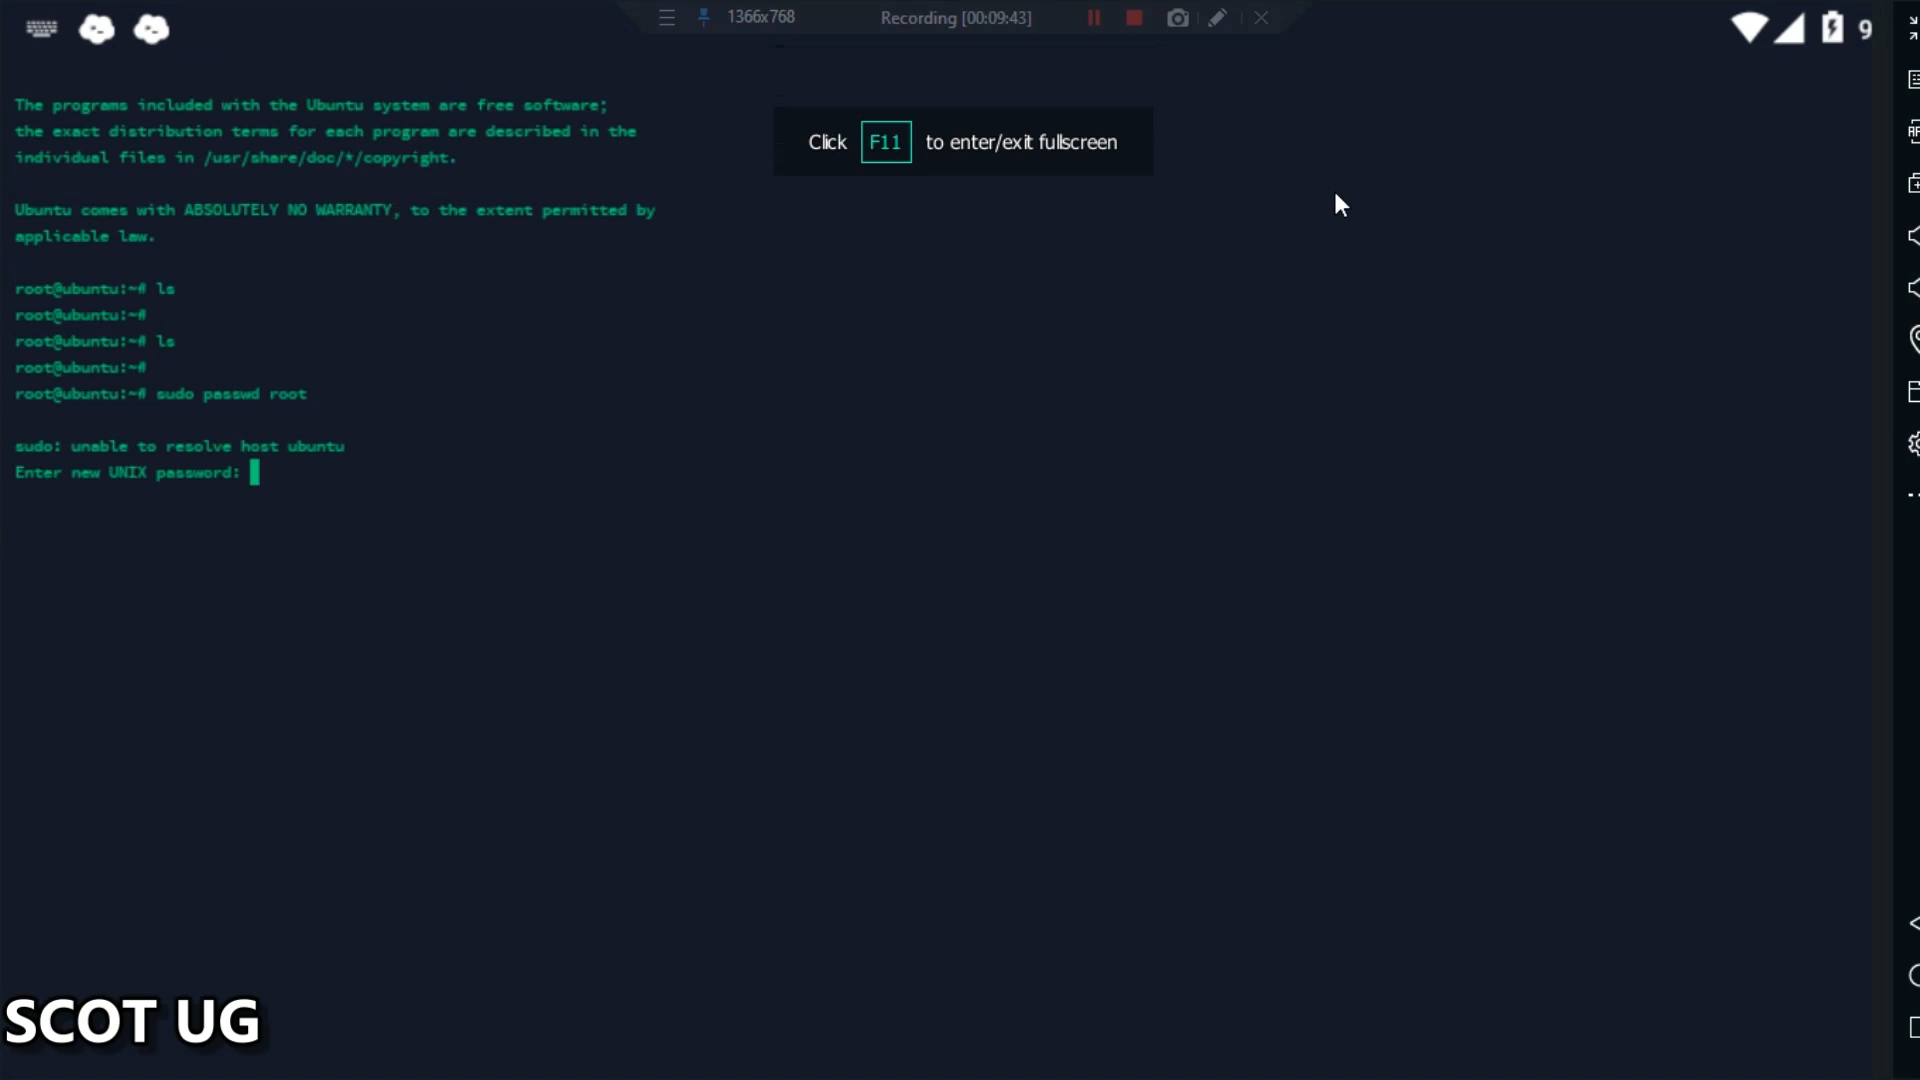 1366x768
Recording [00:09:43]
9
The programs included with the Ubuntu system are free software;
the exact distribution terms for each program are described in the
individual files in /usr/share/doc/*/copyright.
Click F11 to enter/exit fullscreen
Ubuntu comes with ABSOLUTELY NO WARRANTY, to the extent permitted by
applicable law.
root@ubuntu:~# ls
root@ubuntu:~#
root@ubuntu:~# ls
root@ubuntu:~#
root@ubuntu:~# sudo passwd root
sudo: unable to resolve host ubuntu
Enter new UNIX password:
SCOT UG